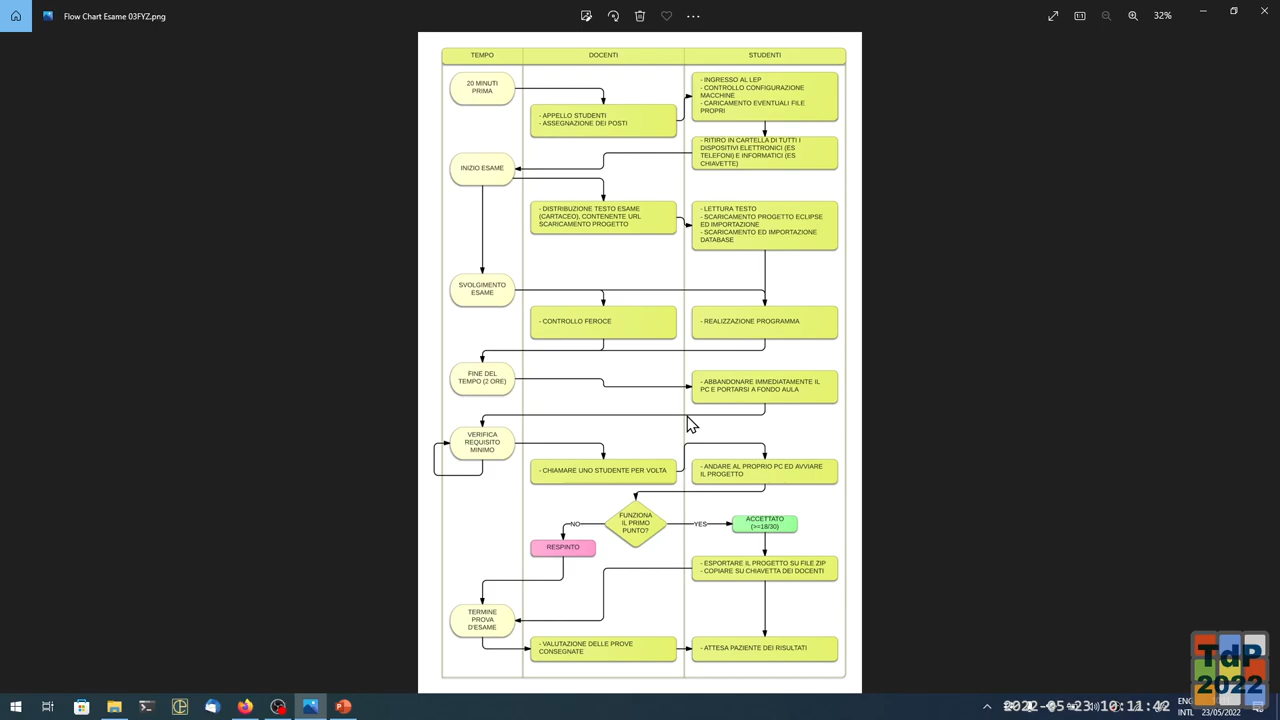 Flow Chart Esame 03FYZ.png
32%
TEMPO
DOCENTI
STUDENTI
20 MINUTI
PRIMA
- INGRESSO AL LEP
- CONTROLLO CONFIGURAZIONE
MACCHINE
- CARICAMENTO EVENTUALI FILE
PROPRI
- APPELLO STUDENTI
- ASSEGNAZIONE DEI POSTI
- RITIRO IN CARTELLA DI TUTTI I
DISPOSITIVI ELETTRONICI (ES
TELEFONI) E INFORMATICI (ES
CHIAVETTE)
INIZIO ESAME
- DISTRIBUZIONE TESTO ESAME
(CARTACEO), CONTENENTE URL
SCARICAMENTO PROGETTO
- LETTURA TESTO
- SCARICAMENTO PROGETTO ECLIPSE
ED IMPORTAZIONE
- SCARICAMENTO ED IMPORTAZIONE
DATABASE
SVOLGIMENTO
ESAME
- CONTROLLO FEROCE
- REALIZZAZIONE PROGRAMMA
FINE DEL
TEMPO (2 ORE)
- ABBANDONARE IMMEDIATAMENTE IL
PC E PORTARSI A FONDO AULA
VERIFICA
REQUISITO
MINIMO
- CHIAMARE UNO STUDENTE PER VOLTA
- ANDARE AL PROPRIO PC ED AVVIARE
IL PROGETTO
FUNZIONA
IL PRIMO
PUNTO?
NO
YES
ACCETTATO
(>=18/30)
RESPINTO
- ESPORTARE IL PROGETTO SU FILE ZIP
- COPIARE SU CHIAVETTA DEI DOCENTI
TERMINE
PROVA
D'ESAME
- VALUTAZIONE DELLE PROVE
CONSEGNATE
- ATTESA PAZIENTE DEI RISULTATI
TdP
2022
ENG
INTL
23/05/2022